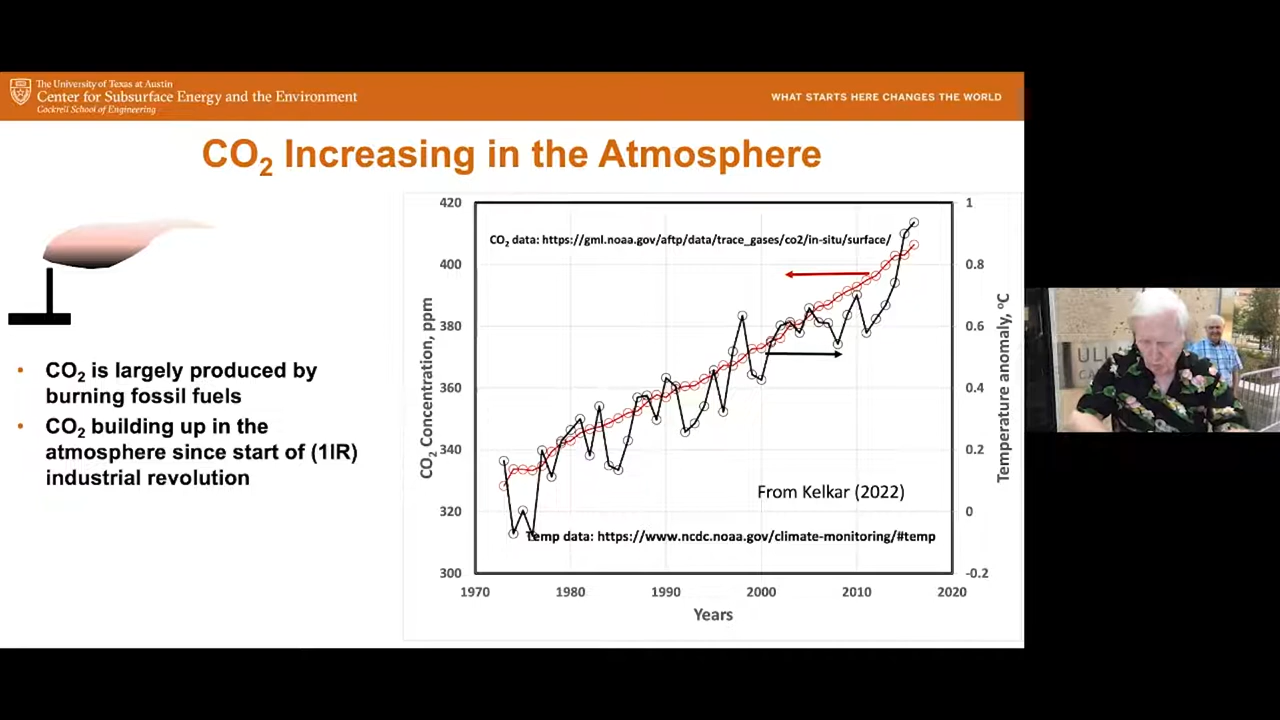 The University of Texas at Austin
Center for Subsurface Energy and the Environment
Cockrell School of Engineering
WHAT STARTS HERE CHANGES THE WORLD
CO₂ Increasing in the Atmosphere
• CO₂ is largely produced by
burning fossil fuels
• CO₂ building up in the
atmosphere since start of (1IR)
industrial revolution
CO₂ Concentration, ppm
420
400
380
360
340
320
300
CO₂ data: https://gml.noaa.gov/aftp/data/trace_gases/co2/in-situ/surface/
From Kelkar (2022)
Temp data: https://www.ncdc.noaa.gov/climate-monitoring/#temp
1
0.8
0.6
0.4
0.2
0
-0.2
Temperature anomaly, ºC
1970 1980 1990 2000 2010 2020
Years